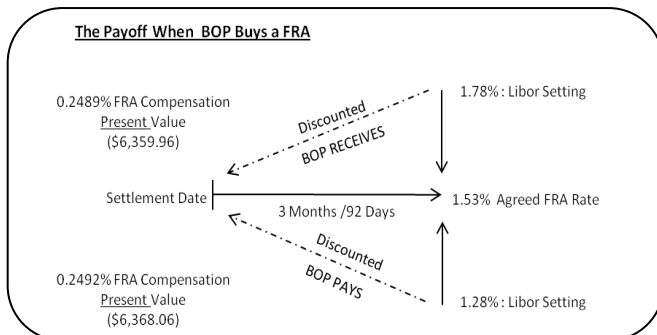 The Payoff When BOP Buys a FRA
0.2489% FRA Compensation
Present Value
($6,359.96)
1.78% : Libor Setting
Discounted
BOP RECEIVES
Settlement Date
3 Months /92 Days
1.53% Agreed FRA Rate
Discounted
BOP PAYS
0.2492% FRA Compensation
Present Value
($6,368.06)
1.28% : Libor Setting